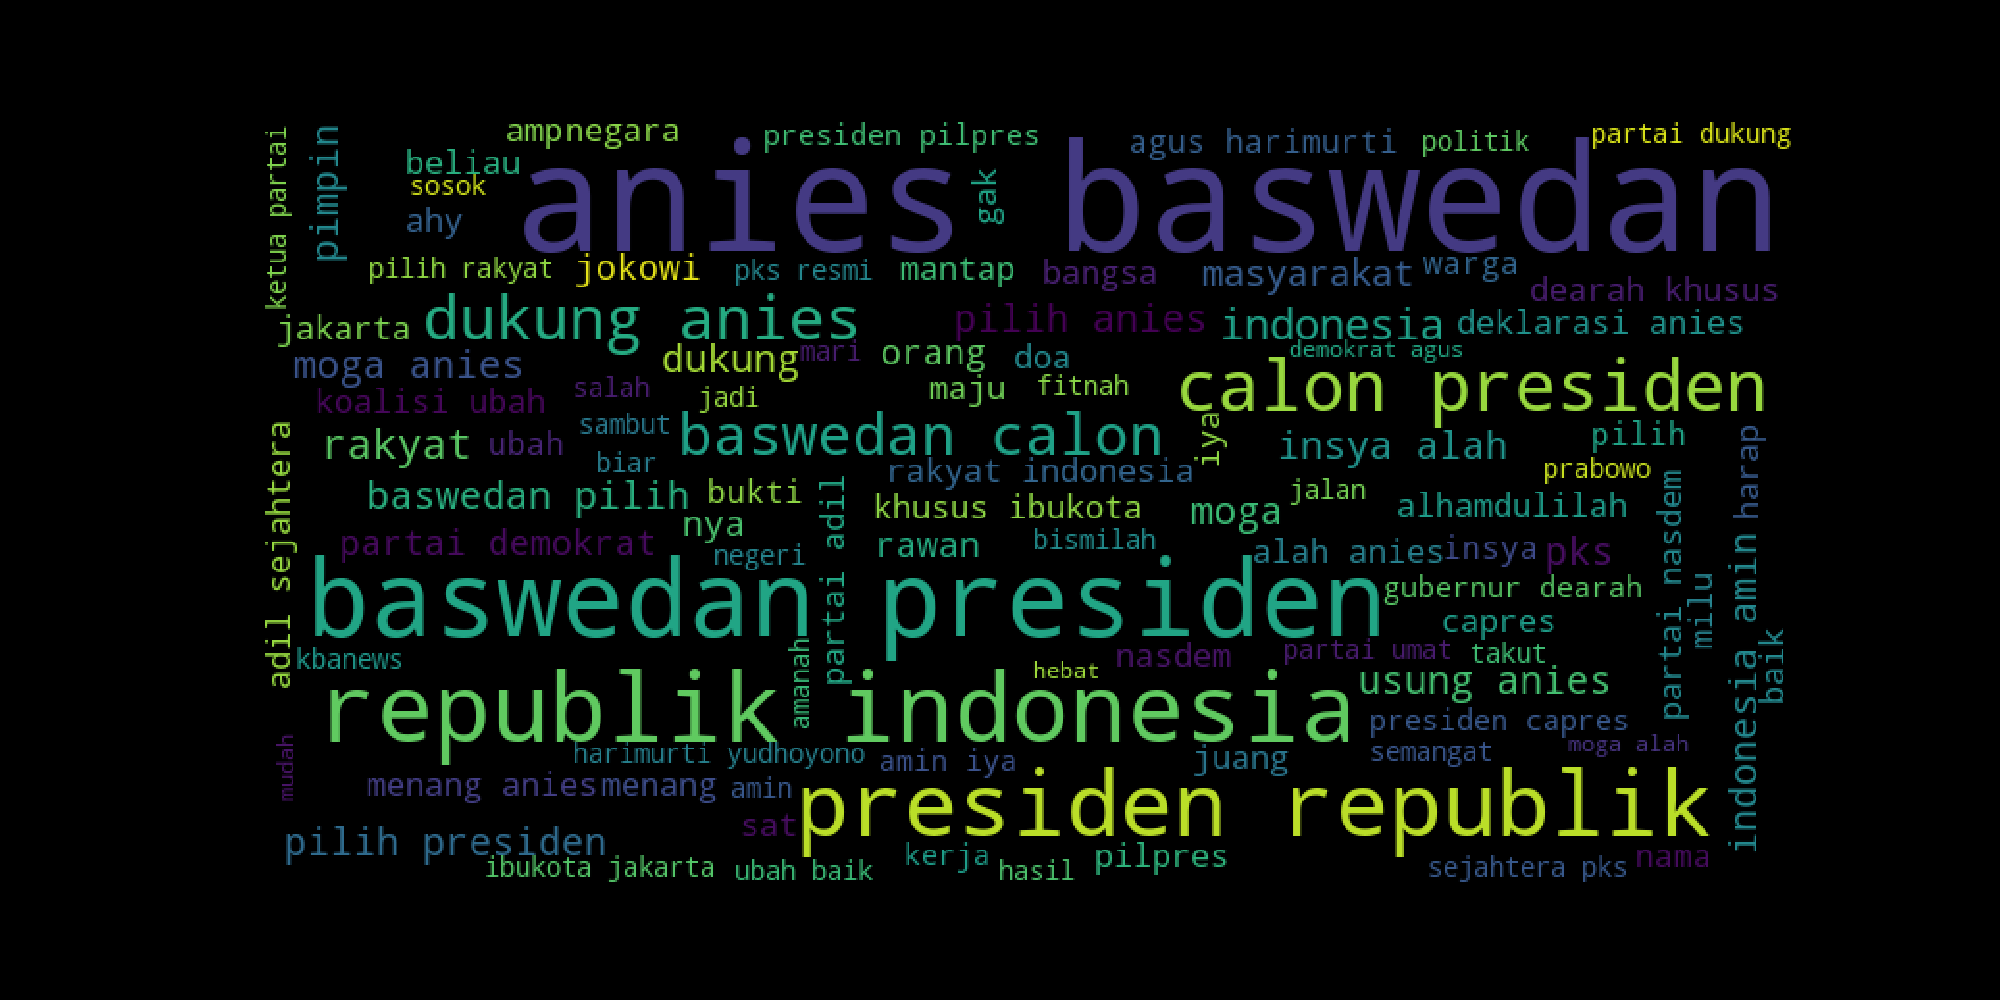 ketua partai
pimpin
ampnegara
presiden pilpres
agus harimurti
politik
partai dukung
beliau
sosok
ahy
anies baswedan
gak
pilih rakyat
jokowi
pks resmi
mantap
bangsa
masyarakat
warga
dearah khusus
jakarta
dukung anies
pilih anies
indonesia
deklarasi anies
moga anies
dukung
mari
orang
doa
demokrat agus
koalisi ubah
salah
jadi
maju
fitnah
calon presiden
adil sejahtera
rakyat
ubah
sambut
baswedan calon
iya
insya alah
pilih
harap
biar
rakyat indonesia
prabowo
baswedan pilih
bukti
partai adil
khusus ibukota
jalan
moga
alhamdulilah
partai nasdem
nya
partai demokrat
negeri
rawan
bismilah
alah anies
insya
pks
indonesia amin
baswedan presiden
gubernur dearah
milu
capres
baik
kbanews
amanah
hebat
nasdem
partai umat
takut
republik indonesia
usung anies
presiden capres
mudah
harimurti yudhoyono
amin iya
juang
semangat
moga alah
menang anies
menang
amin
presiden republik
sat
pilih presiden
ibukota jakarta
ubah baik
kerja
hasil
pilpres
sejahtera pks
nama